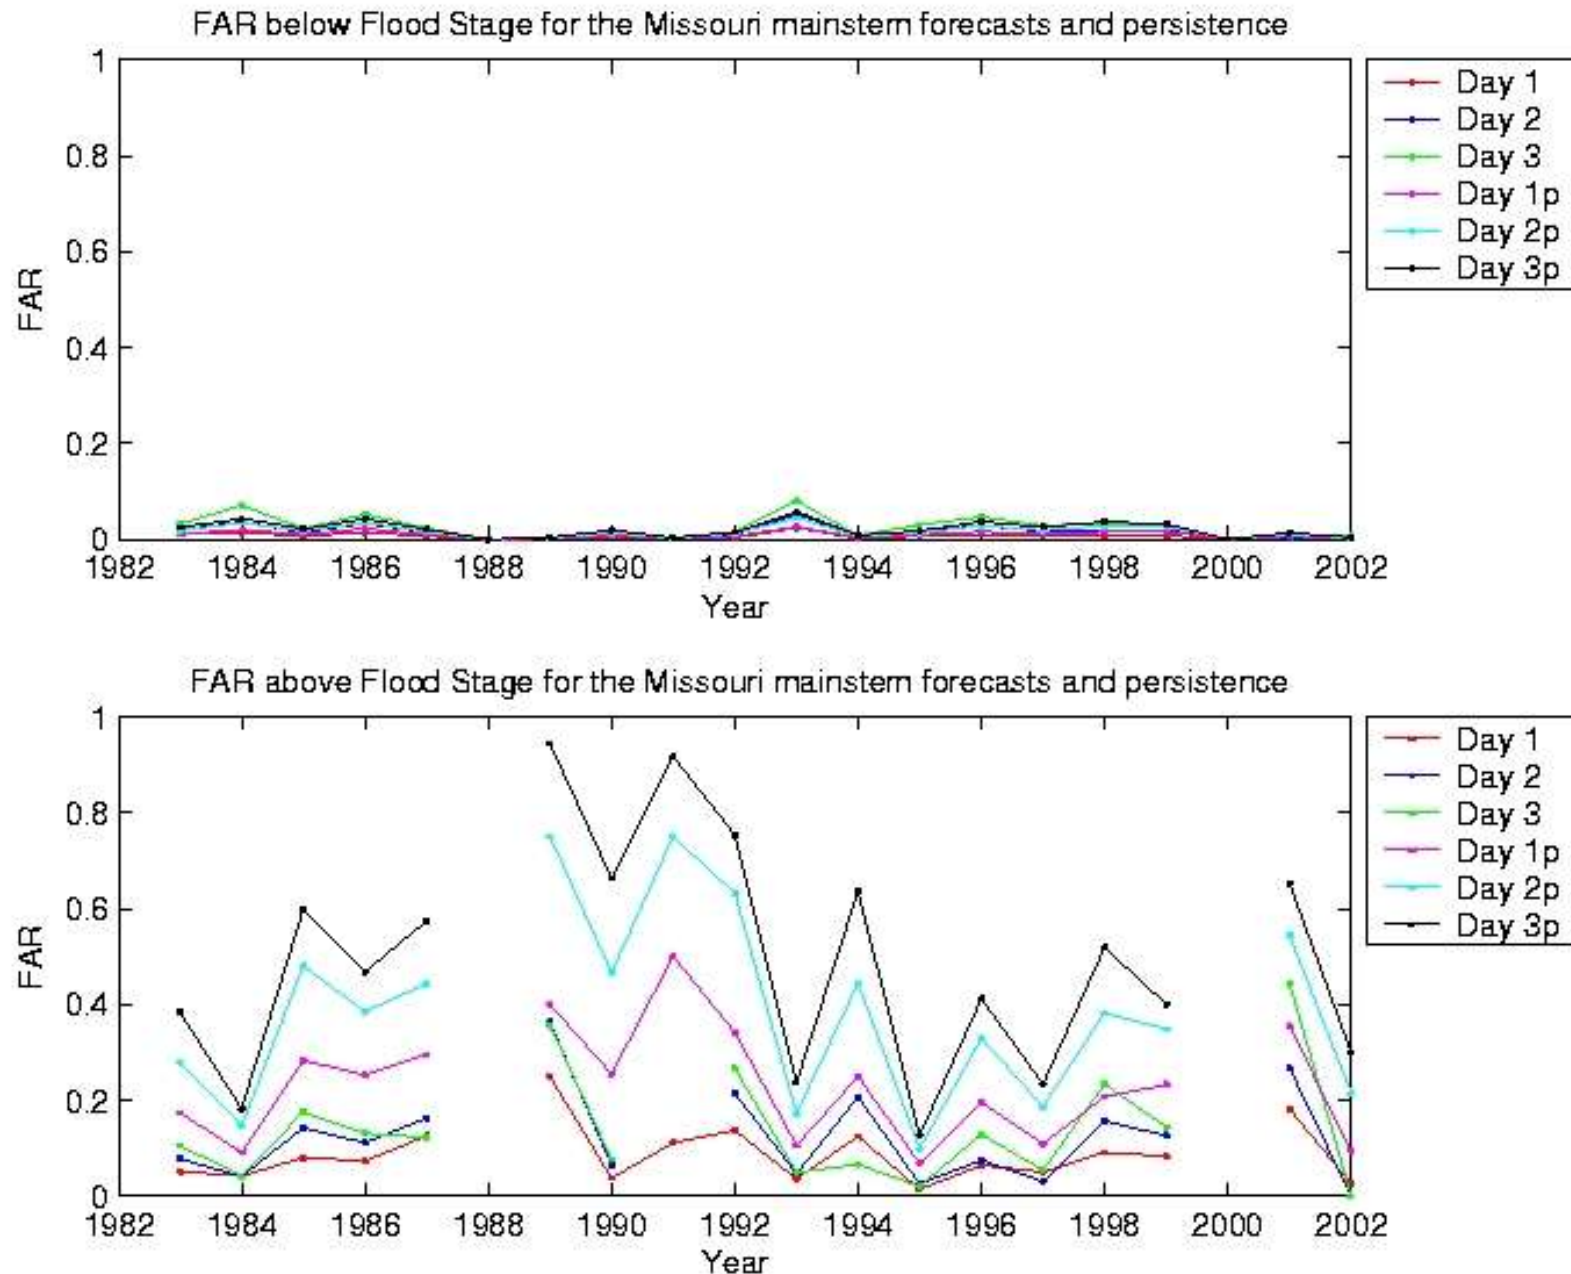 FAR below Flood Stage for the Missouri mainstem forecasts and persistence
1
0.8
0.6
0.4
0.2
0
FAR
1982 1984 1986 1988 1990 1992 1994 1996 1998 2000 2002
Year
Day 1
Day 2
Day 3
Day 1p
Day 2p
Day 3p
FAR above Flood Stage for the Missouri mainstem forecasts and persistence
1
0.8
0.6
0.4
0.2
0
FAR
1982 1984 1986 1988 1990 1992 1994 1996 1998 2000 2002
Year
Day 1
Day 2
Day 3
Day 1p
Day 2p
Day 3p